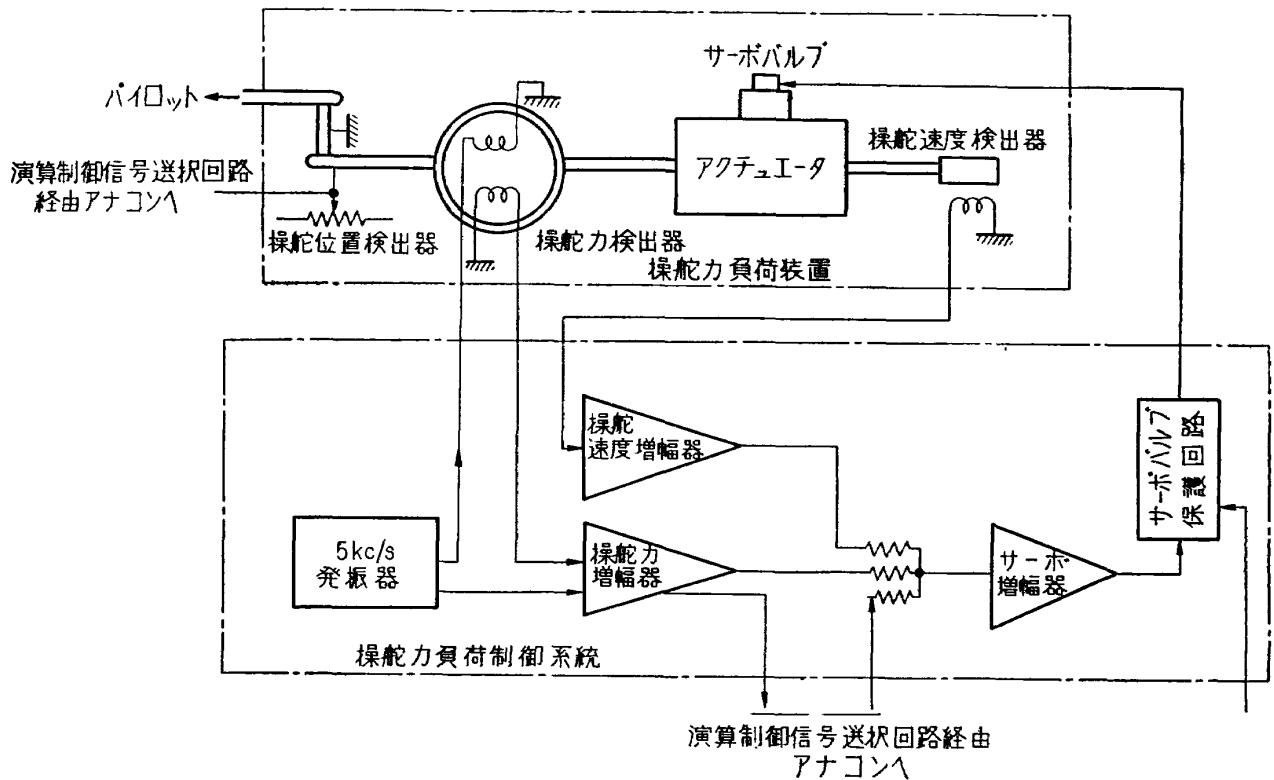 サーボバルブ
パイロット
操舵速度検出器
アクチュエータ
演算制御信号選択回路
経由アナコンへ
操舵位置検出器
操舵力検出器
操舵力負荷装置
操舵
速度増幅器
サーボバルブ
保護回路
5kc/s
発振器
操舵力
増幅器
サーボ
増幅器
操舵力負荷制御系統
演算制御信号選択回路経由
アナコンへ